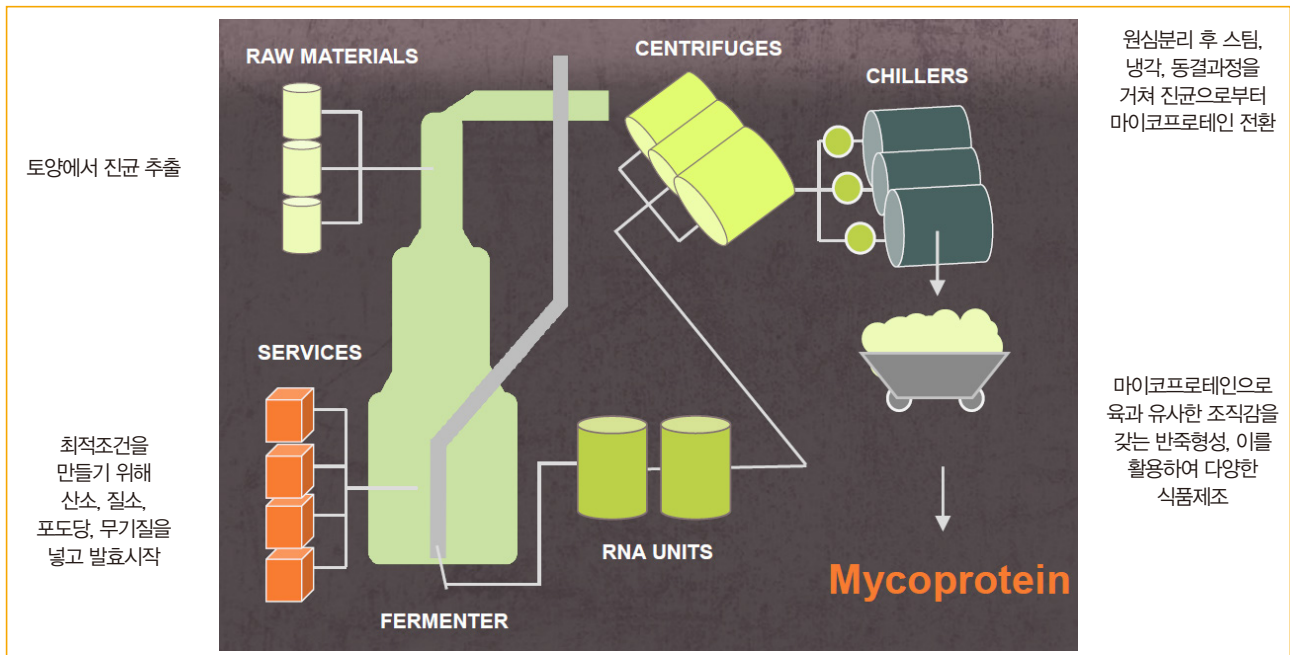 토양에서 진균 추출
최적조건을
만들기 위해
산소, 질소,
포도당, 무기질을
넣고 발효시작
RAW MATERIALS
SERVICES
FERMENTER
CENTRIFUGES
RNA UNITS
CHILLERS
Mycoprotein
원심분리 후 스팀,
냉각, 동결과정을
거쳐 진균으로부터
마이코프로테인 전환
마이코프로테인으로
육과 유사한 조직감을
갖는 반죽형성, 이를
활용하여 다양한
식품제조